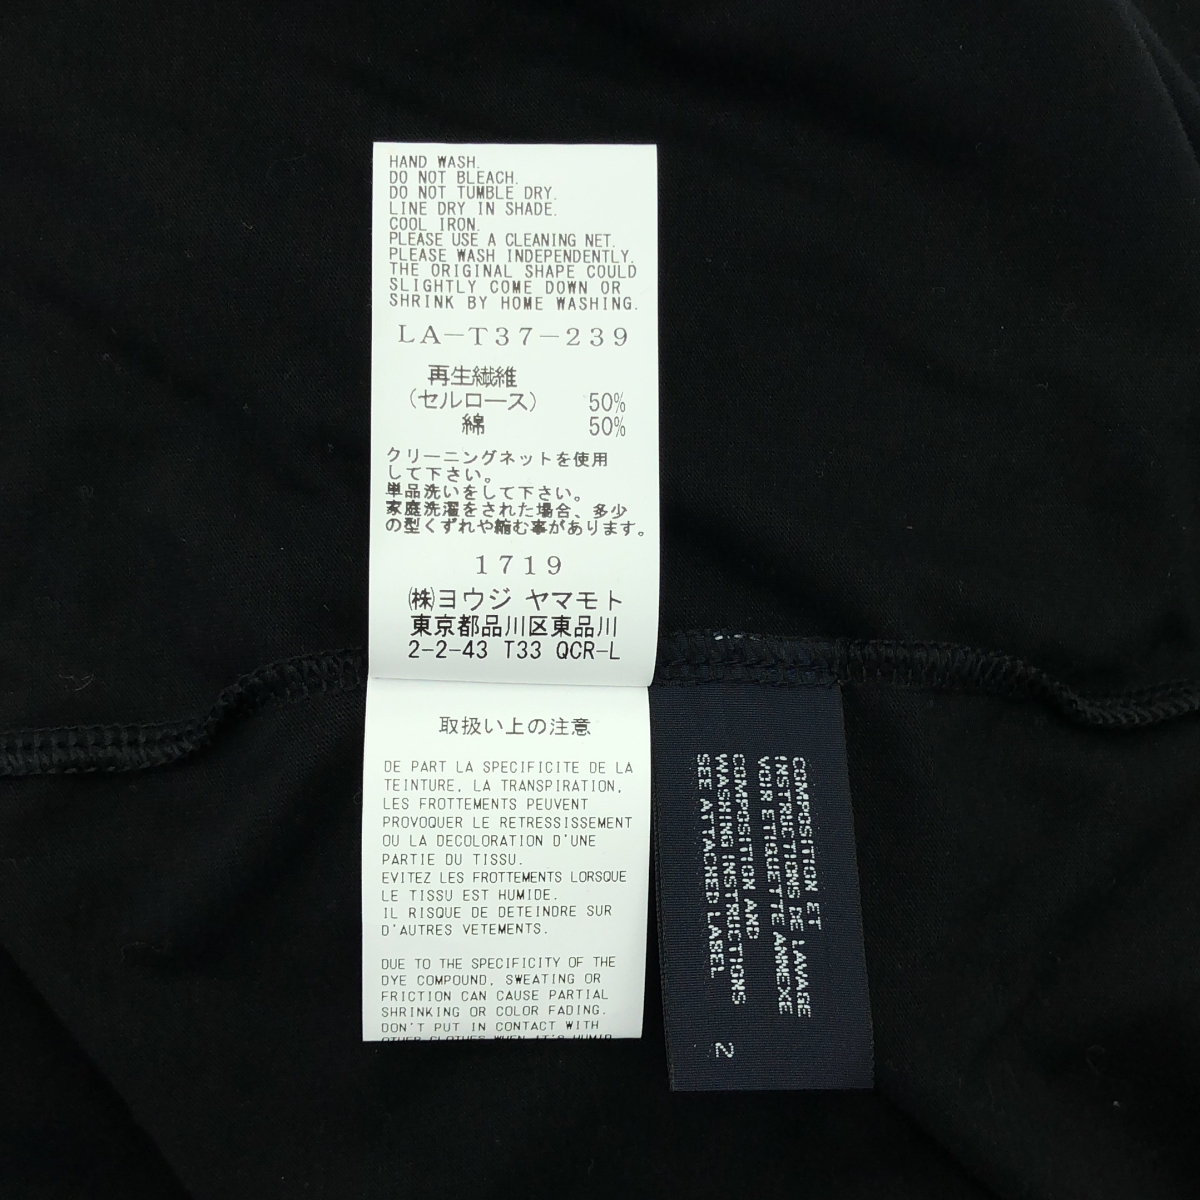 HAND WASH.
DO NOT BLEACH.
DO NOT TUMBLE DRY.
LINE DRY IN SHADE.
COOL IRON.
PLEASE USE A CLEANING NET.
PLEASE WASH INDEPENDENTLY.
THE ORIGINAL SHAPE COULD
SLIGHTLY COME DOWN OR
SHRINK BY HOME WASHING.
LA-T37-239
再生繊維
(セルロース) 50%
綿 50%
クリーニングネットを使用
して下さい。
単品洗いをして下さい。
家庭洗濯をされた場合、多少
の型くずれや縮む事があります。
1719
㈱ヨウジ ヤマモト
東京都品川区東品川
2-2-43 T33 QCR-L
取扱い上の注意
DE PART LA SPECIFICITE DE LA
TEINTURE, LA TRANSPIRATION,
LES FROTTEMENTS PEUVENT
PROVOQUER LE RETRESSISSEMENT
OU LA DECOLORATION D'UNE
PARTIE DU TISSU.
EVITEZ LES FROTTEMENTS LORSQUE
LE TISSU EST HUMIDE.
IL RISQUE DE DETEINDRE SUR
D'AUTRES VETEMENTS.
DUE TO THE SPECIFICITY OF THE
DYE COMPOUND, SWEATING OR
FRICTION CAN CAUSE PARTIAL
SHRINKING OR COLOR FADING.
DON'T PUT IN CONTACT WITH
OTHER CLOTHES WHEN IT'S HUMID
COMPOSITION ET
INSTRUCTIONS DE LAVAGE
VOIR ETIQUETTE ANNEXE
COMPOSITION AND
WASHING INSTRUCTIONS
SEE ATTACHED LABEL
2